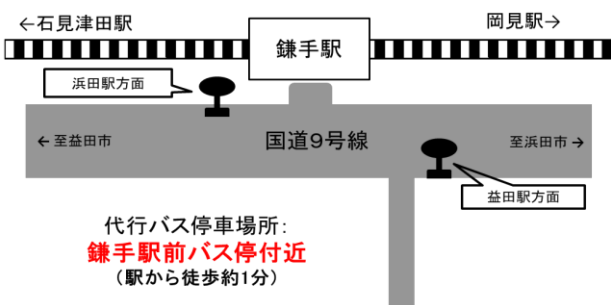 ←石見津田駅
岡見駅→
鎌手駅
浜田駅方面
←至益田市
国道9号線
至浜田市→
益田駅方面
代行バス停車場所:
鎌手駅前バス停付近
（駅から徒歩約1分）